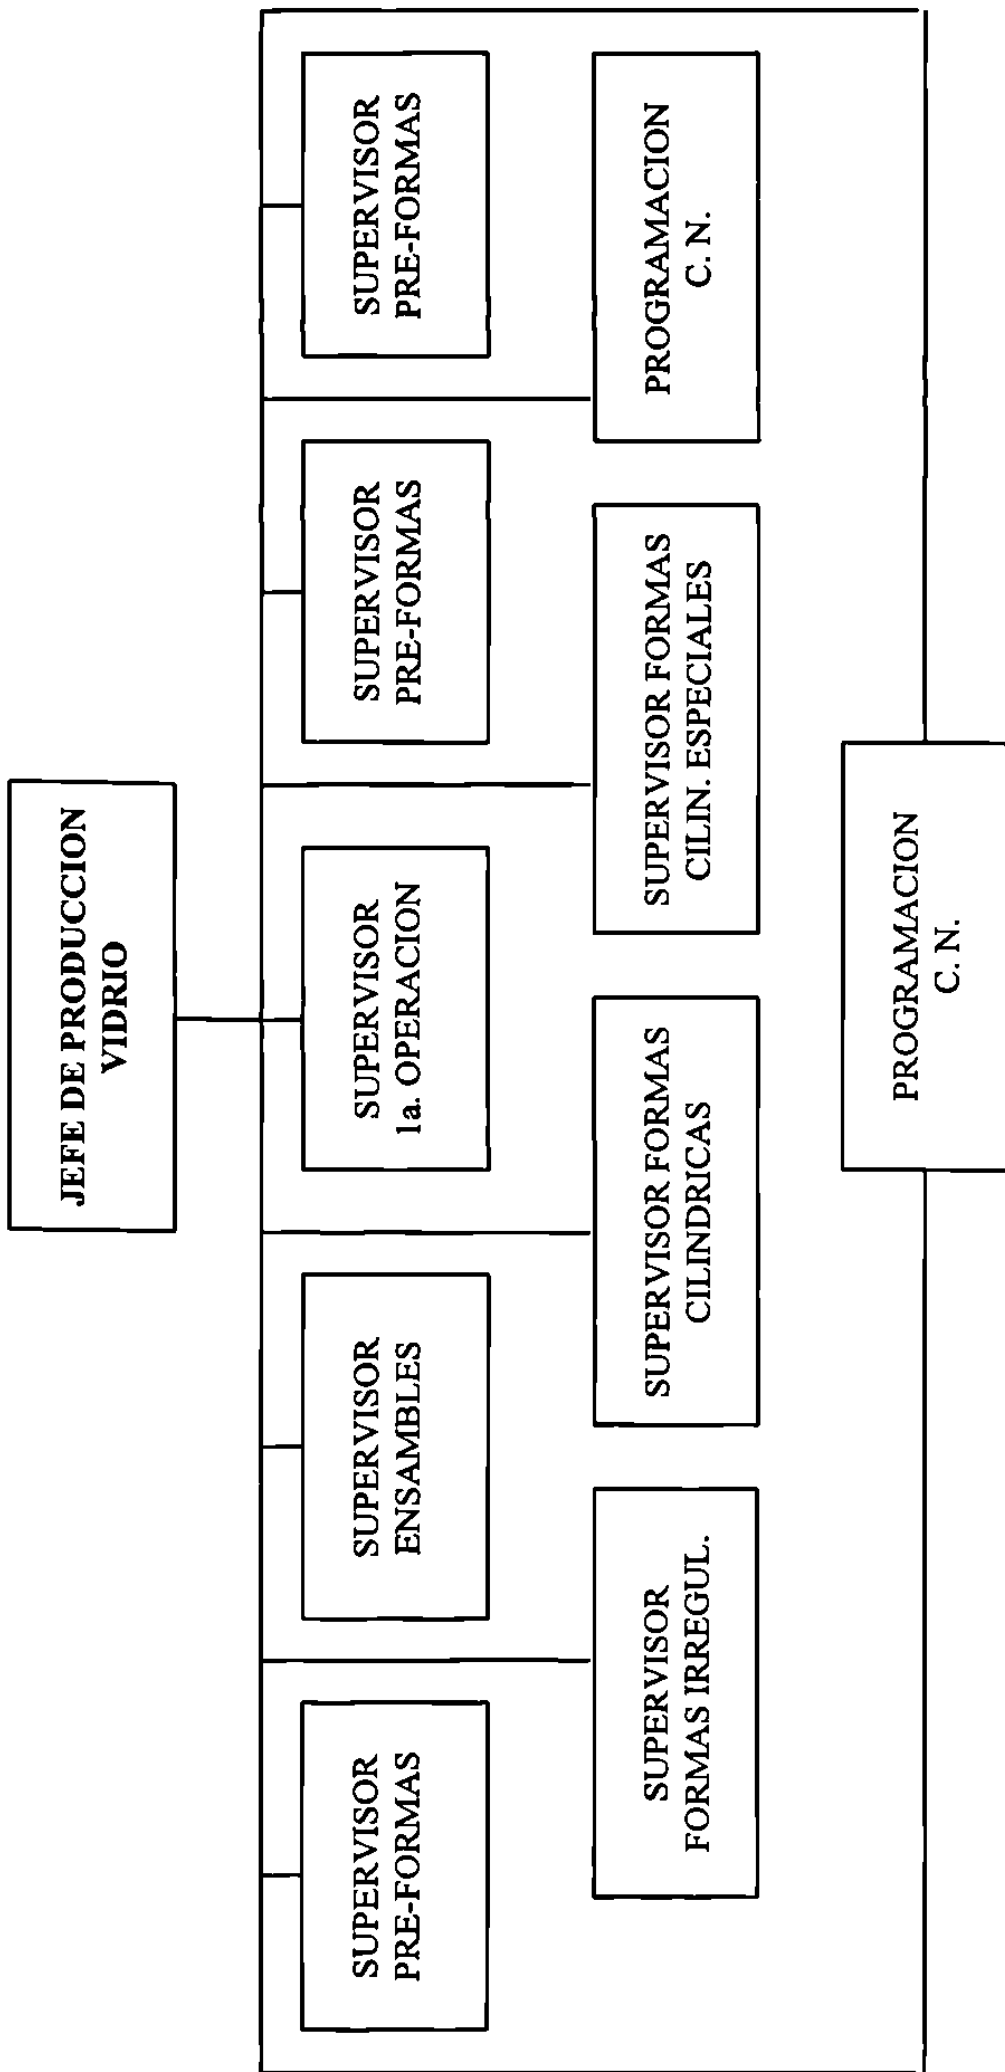 JEFE DE PRODUCCION
VIDRIO
SUPERVISOR
PRE-FORMAS
SUPERVISOR
ENSAMBLES
SUPERVISOR
1a. OPERACION
SUPERVISOR
PRE-FORMAS
SUPERVISOR
PRE-FORMAS
SUPERVISOR
FORMAS IRREGUL.
SUPERVISOR FORMAS
CILINDRICAS
SUPERVISOR FORMAS
CILIN. ESPECIALES
PROGRAMACION
C. N.
PROGRAMACION
C. N.